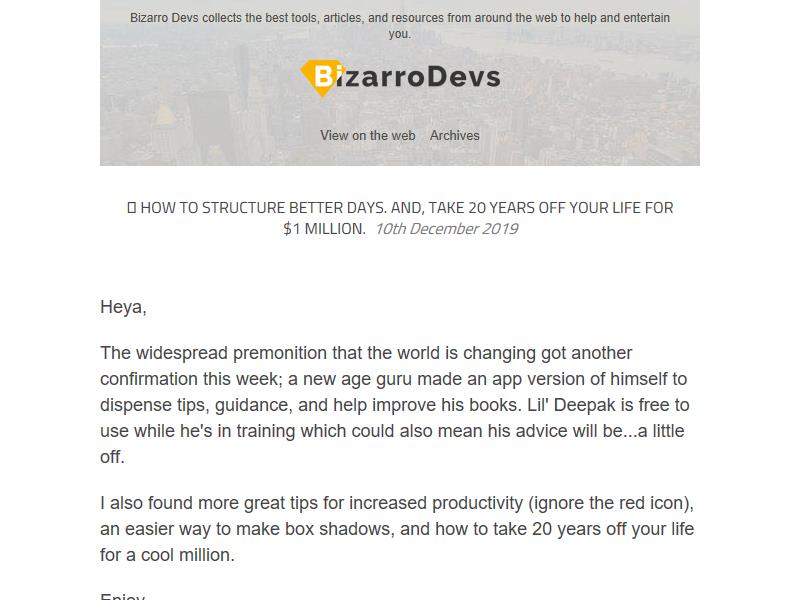 Bizarro Devs collects the best tools, articles, and resources from around the web to help and entertain
you.
BizarroDevs
View on the web Archives
HOW TO STRUCTURE BETTER DAYS. AND, TAKE 20 YEARS OFF YOUR LIFE FOR
$1 MILLION. 10th December 2019
Heya,
The widespread premonition that the world is changing got another
confirmation this week; a new age guru made an app version of himself to
dispense tips, guidance, and help improve his books. Lil' Deepak is free to
use while he's in training which could also mean his advice will be...a little
off.
I also found more great tips for increased productivity (ignore the red icon),
an easier way to make box shadows, and how to take 20 years off your life
for a cool million.
Enjoy